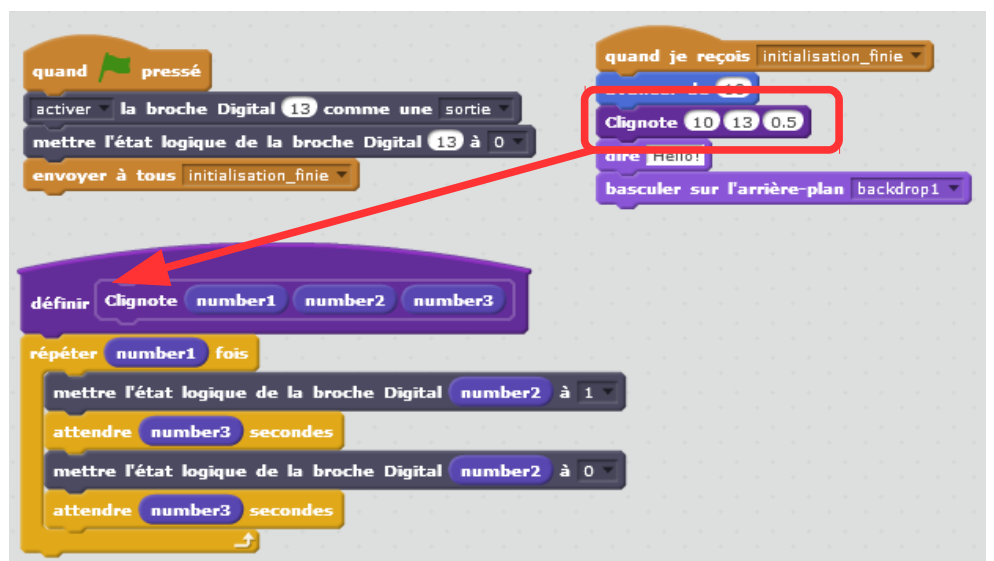 quand pressé
activer la broche Digital 13 comme une sortie
mettre l'état logique de la broche Digital 13 à 0
envoyer à tous initialisation_finie
quand je reçois initialisation_finie
Clignote 10 13 0.5
dire Hello!
basculer sur l'arrière-plan backdrop1
définir Clignote number1 number2 number3
répéter number1 fois
mettre l'état logique de la broche Digital number2 à 1
attendre number3 secondes
mettre l'état logique de la broche Digital number2 à 0
attendre number3 secondes